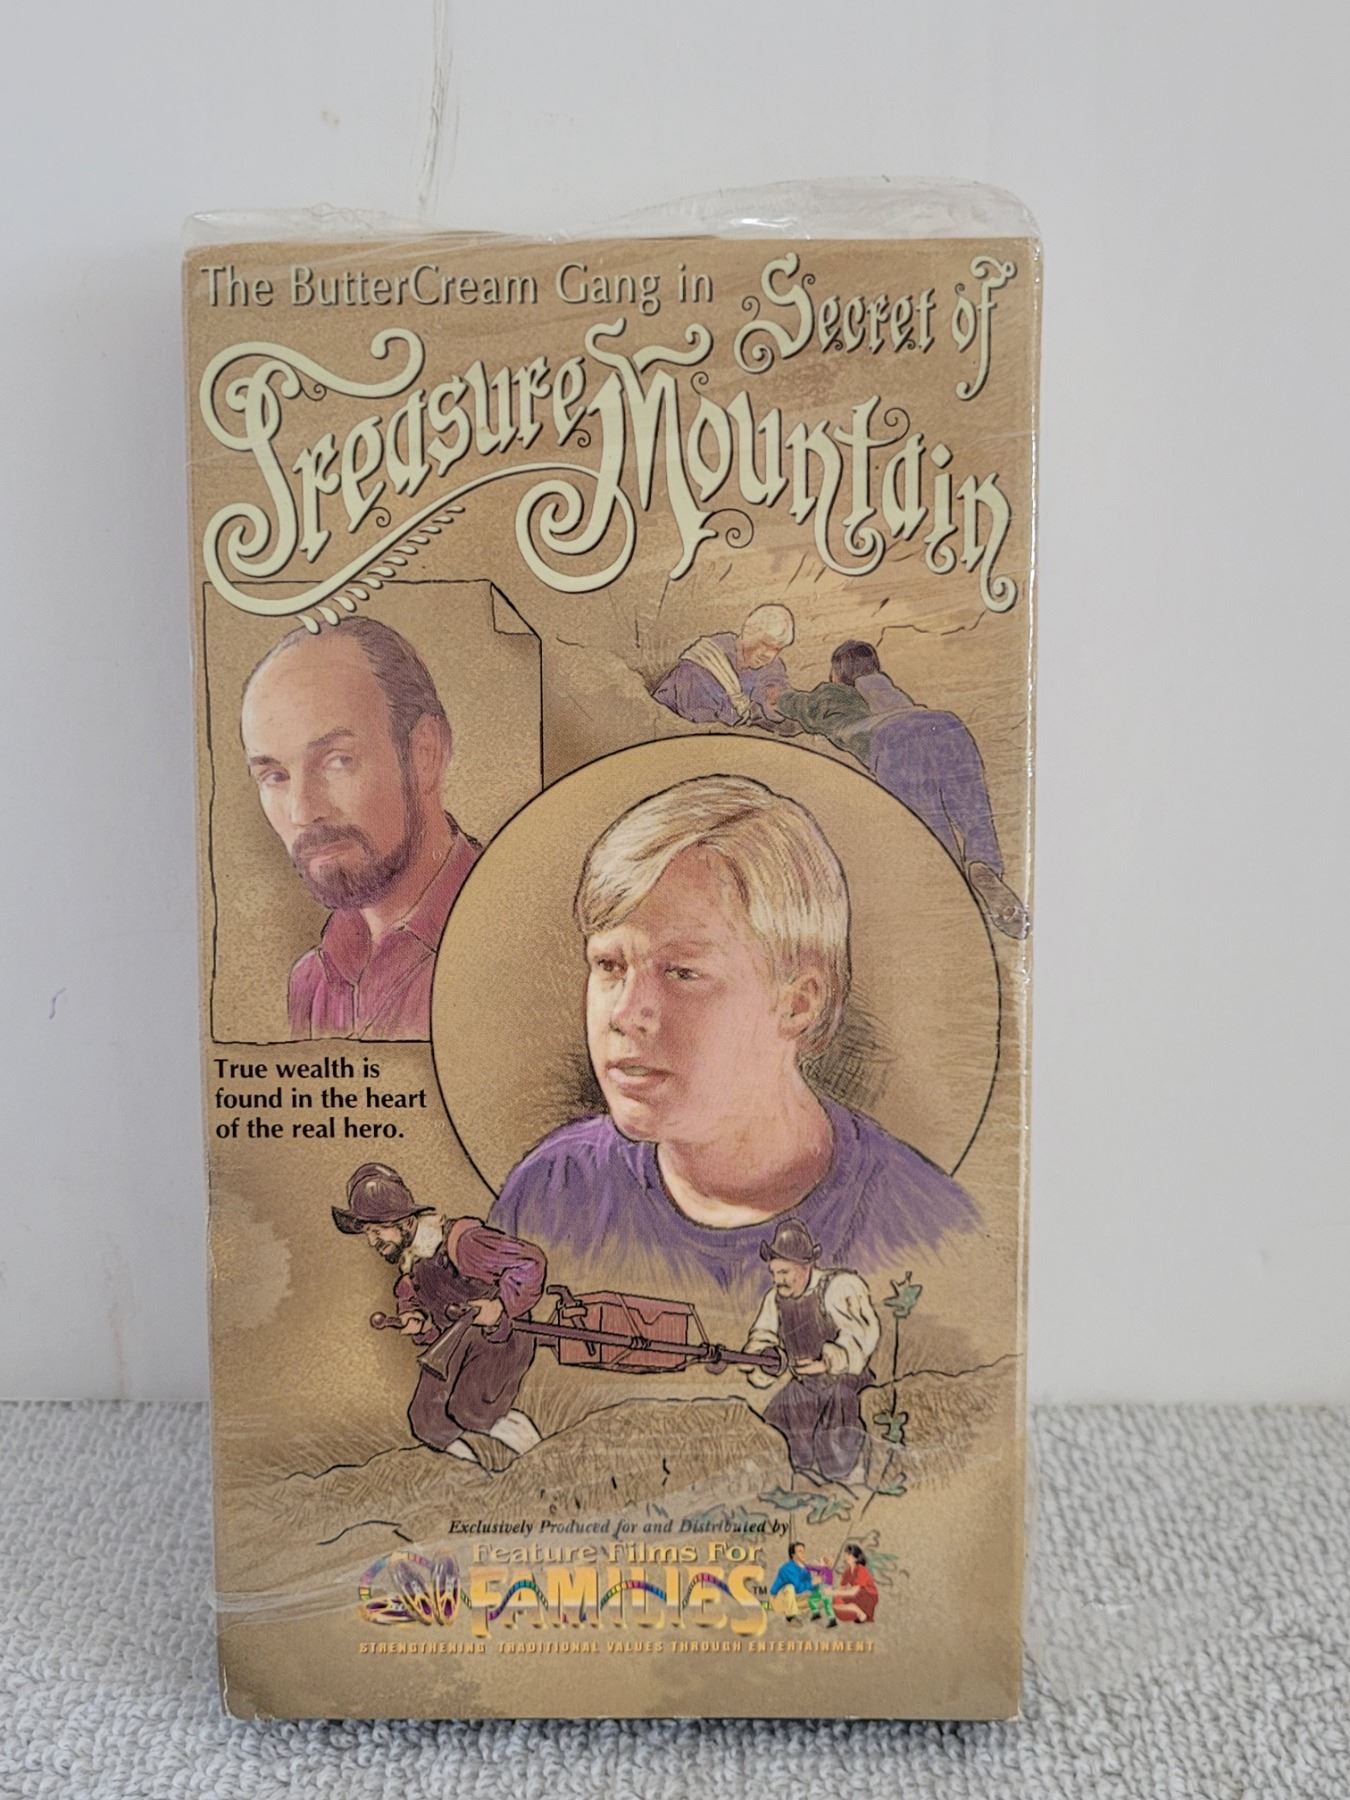 The ButterCream Gang in Secret of
Treasure Mountain
True wealth is
found in the heart
of the real hero.
Exclusively Produced for and Distributed by
Feature Films For
FAMILIES™
STRENGTHENING TRADITIONAL VALUES THROUGH ENTERTAINMENT